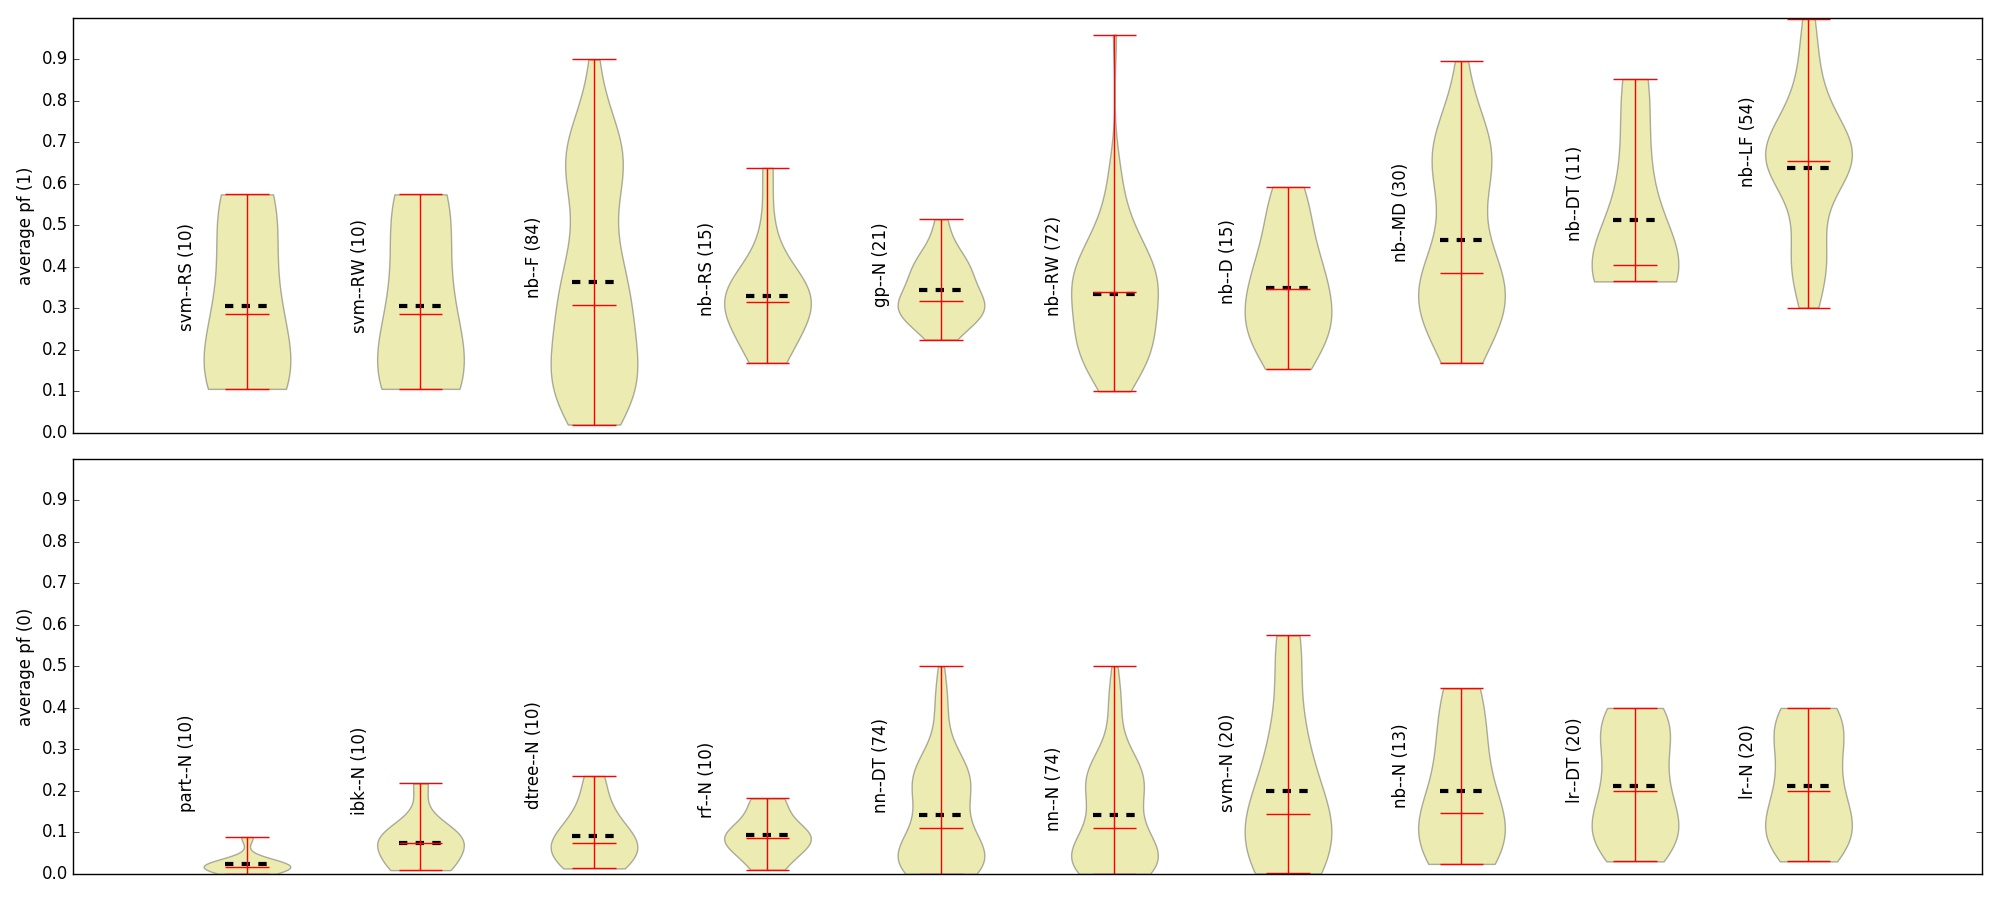 average pf (1)
0.9
0.8
0.7
0.6
0.5
0.4
0.3
0.2
0.1
0.0
svm--RS (10)
svm--RW (10)
nb--F (84)
nb--RS (15)
gp--N (21)
nb--RW (72)
nb--D (15)
nb--MD (30)
nb--DT (11)
nb--LF (54)
average pf (0)
0.9
0.8
0.7
0.6
0.5
0.4
0.3
0.2
0.1
0.0
part--N (10)
ibk--N (10)
dtree--N (10)
rf--N (10)
nn--DT (74)
nn--N (74)
svm--N (20)
nb--N (13)
lr--DT (20)
lr--N (20)